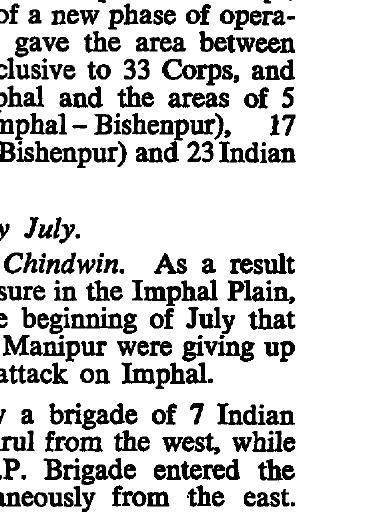 of a new phase of opera-
gave the area between
clusive to 33 Corps, and
phal and the areas of 5
mphal – Bishenpur), 17
Bishenpur) and 23 Indian
y July.
Chindwin. As a result
sure in the Imphal Plain,
e beginning of July that
Manipur were giving up
attack on Imphal.
y a brigade of 7 Indian
rul from the west, while
.P. Brigade entered the
aneously from the east.